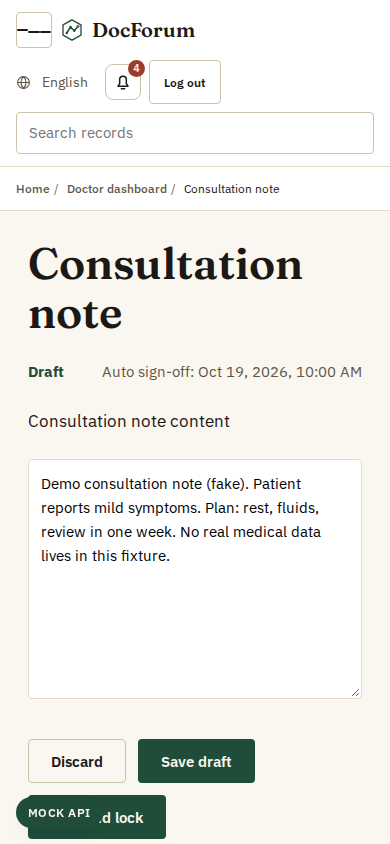 DocForum
English
4
Log out
Search records
Home / Doctor dashboard / Consultation note
Consultation
note
Draft Auto sign-off: Oct 19, 2026, 10:00 AM
Consultation note content
Demo consultation note (fake). Patient
reports mild symptoms. Plan: rest, fluids,
review in one week. No real medical data
lives in this fixture.
Discard Save draft
MOCK API lock